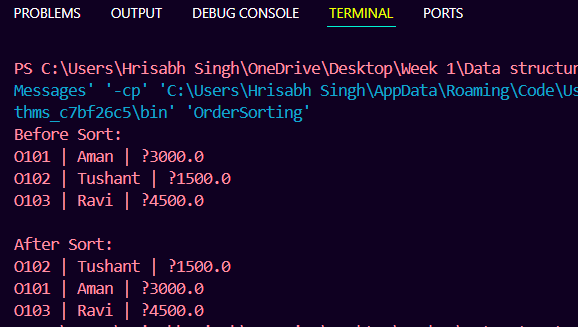 PROBLEMS OUTPUT DEBUG CONSOLE TERMINAL PORTS
PS C:\Users\Hrisabh Singh\OneDrive\Desktop\Week 1\Data structur
Messages' '-cp' 'C:\Users\Hrisabh Singh\AppData\Roaming\Code\Us
thms_c7bf26c5\bin' 'OrderSorting'
Before Sort:
O101 | Aman | ?3000.0
O102 | Tushant | ?1500.0
O103 | Ravi | ?4500.0
After Sort:
O102 | Tushant | ?1500.0
O101 | Aman | ?3000.0
O103 | Ravi | ?4500.0